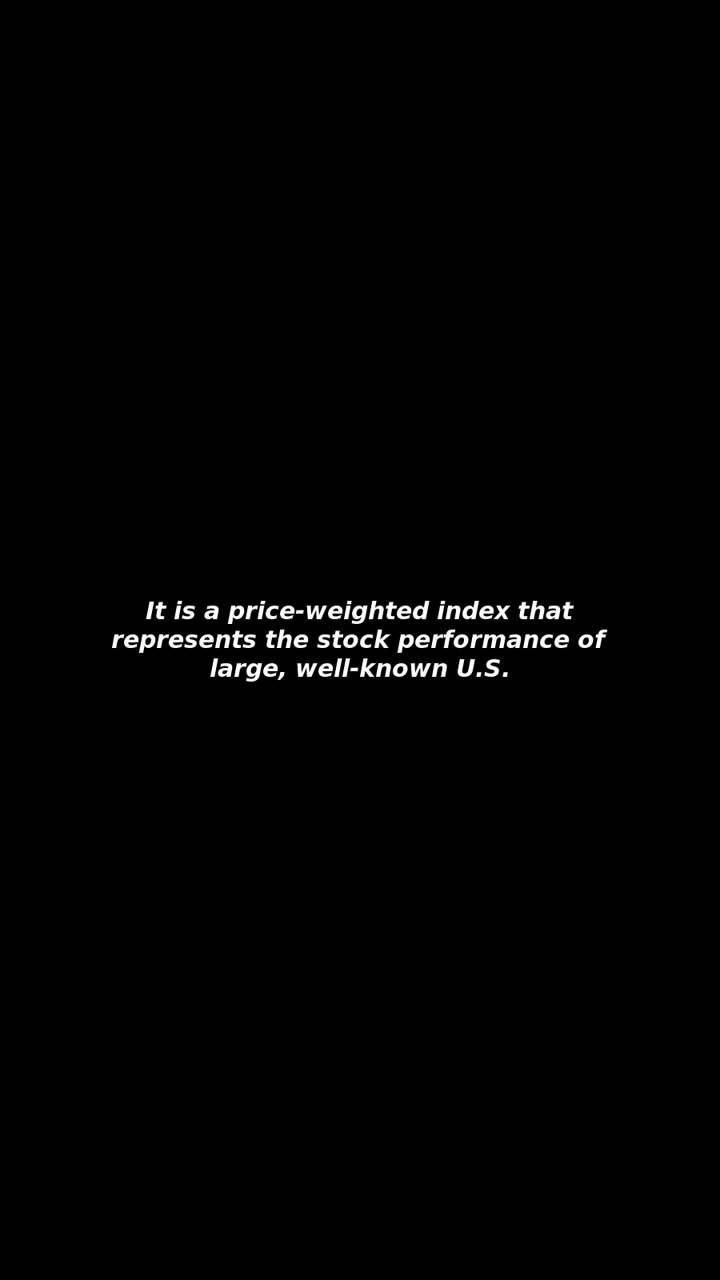 It is a price-weighted index that
represents the stock performance of
large, well-known U.S.